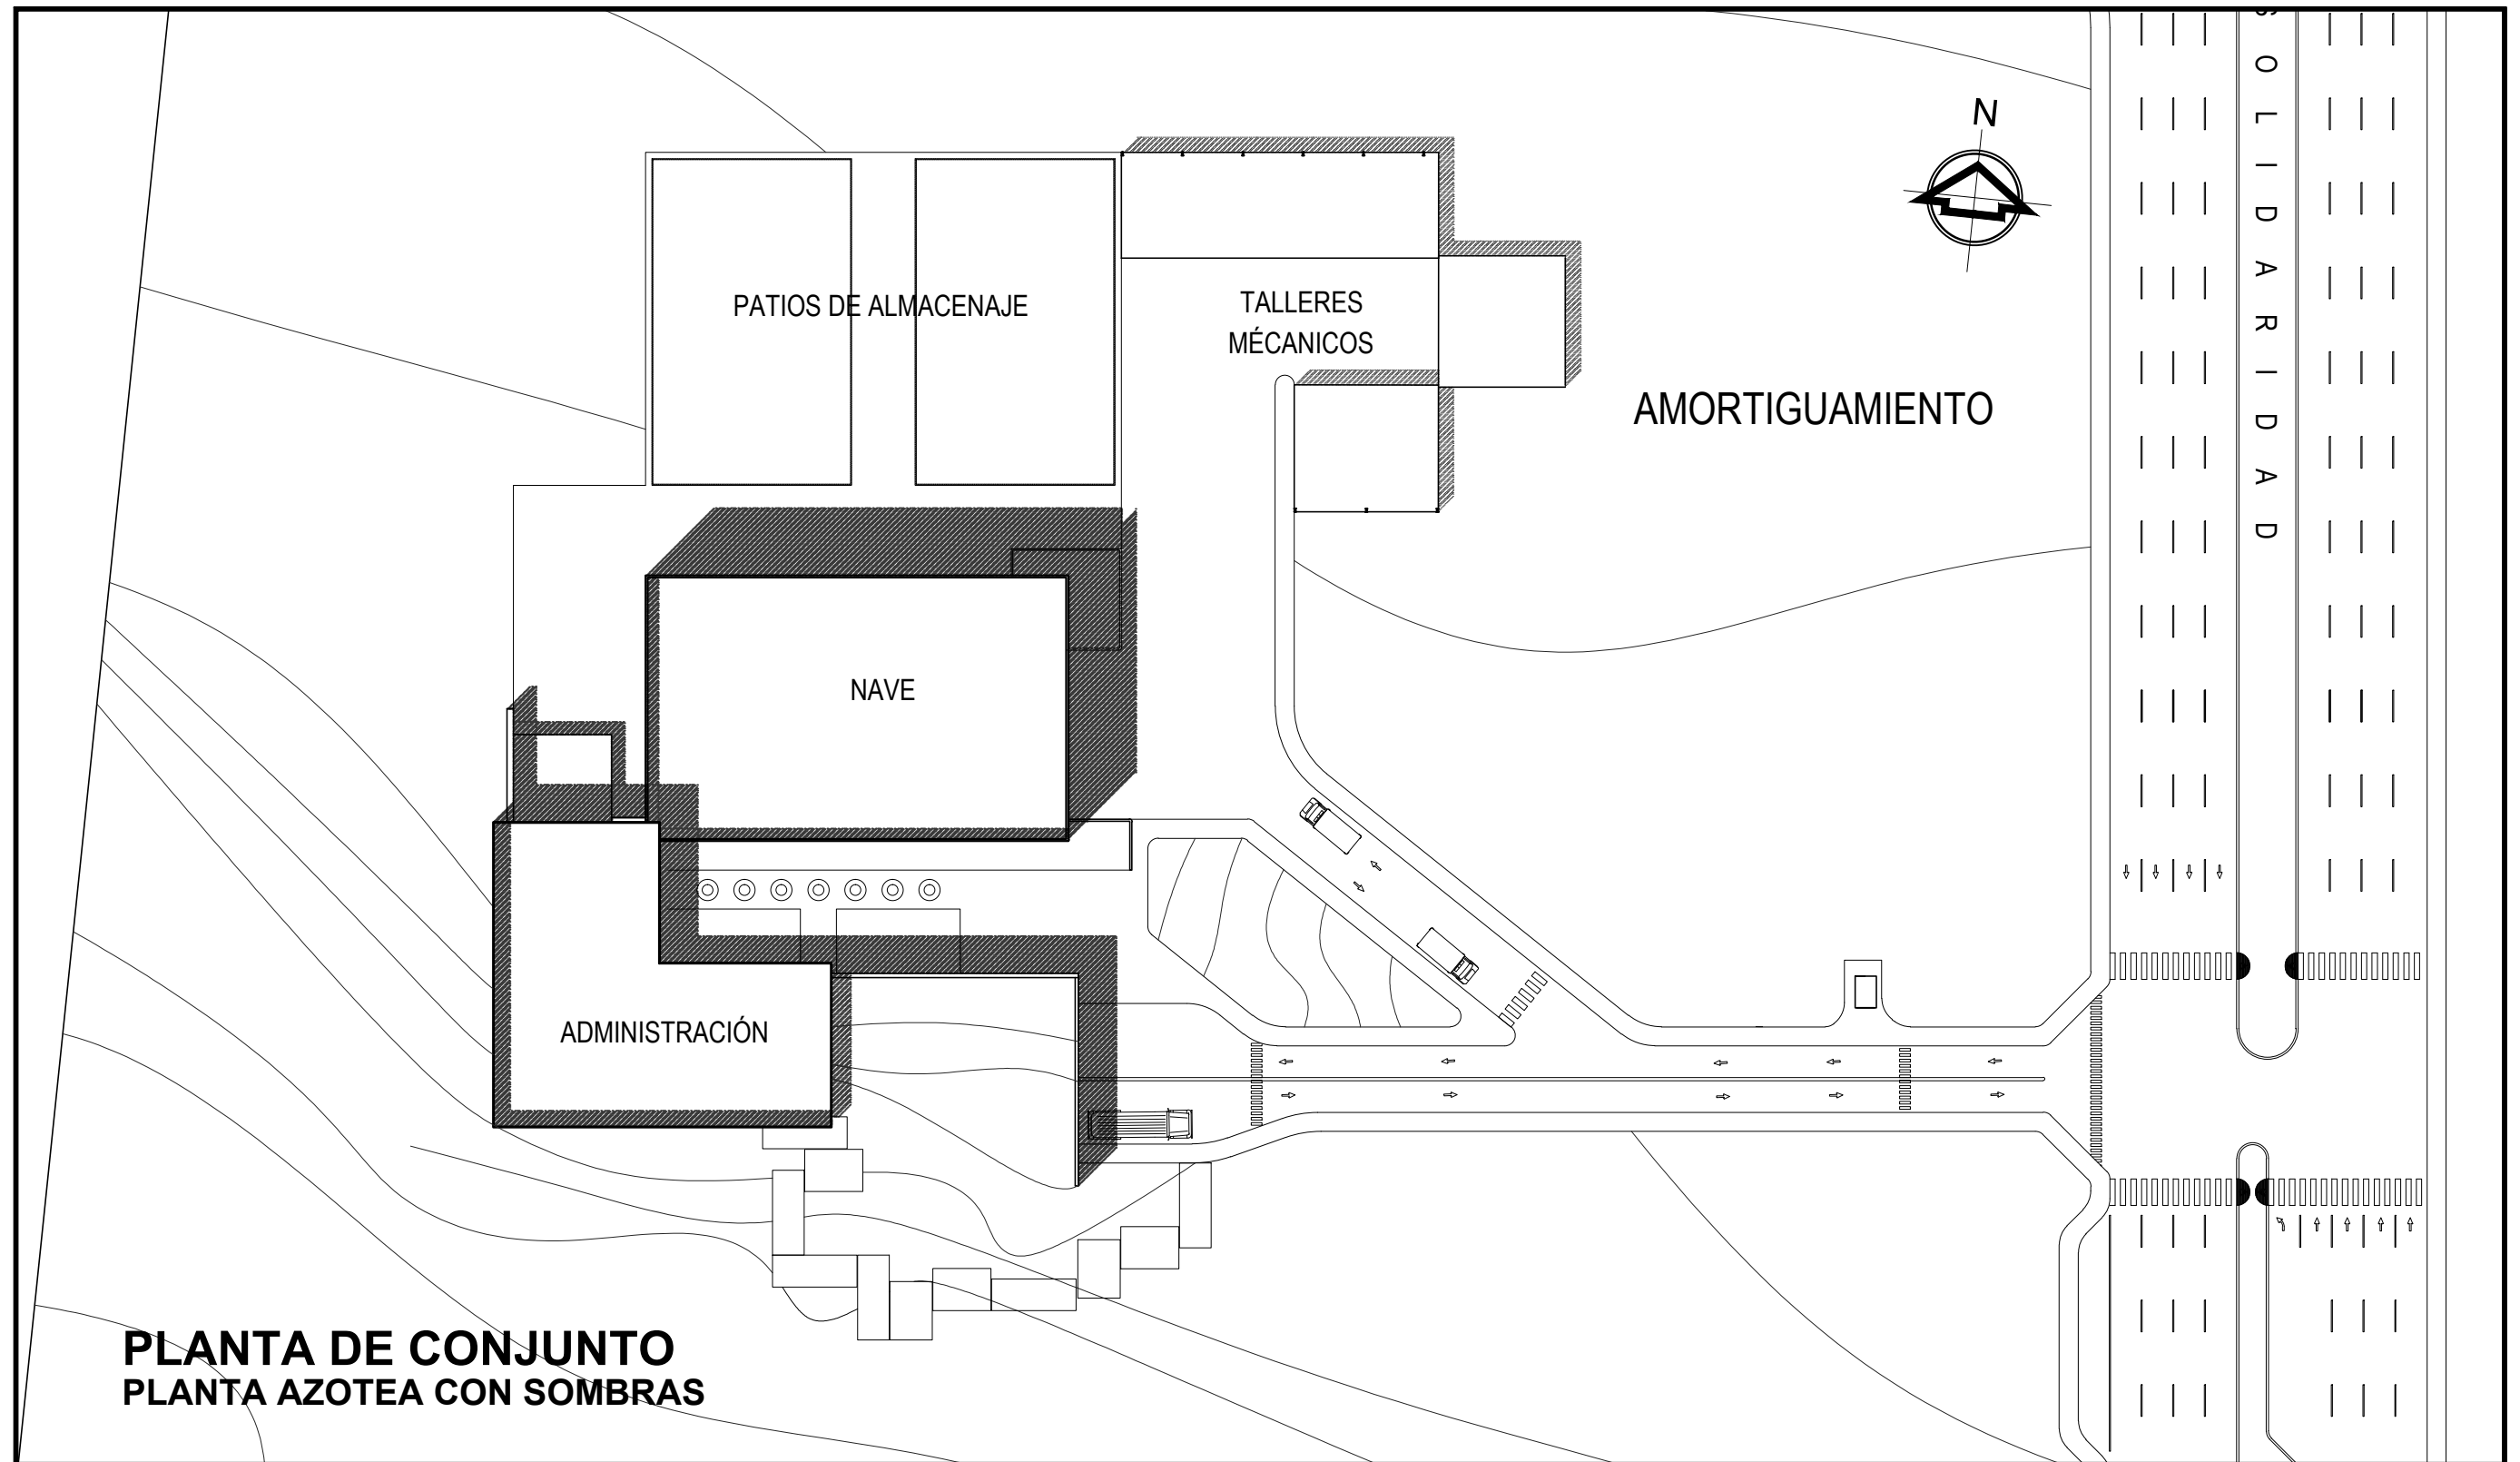 N
PATIOS DE ALMACENAJE
TALLERES
MÉCANICOS
AMORTIGUAMIENTO
SOLIDARIDAD
NAVE
ADMINISTRACIÓN
PLANTA DE CONJUNTO
PLANTA AZOTEA CON SOMBRAS